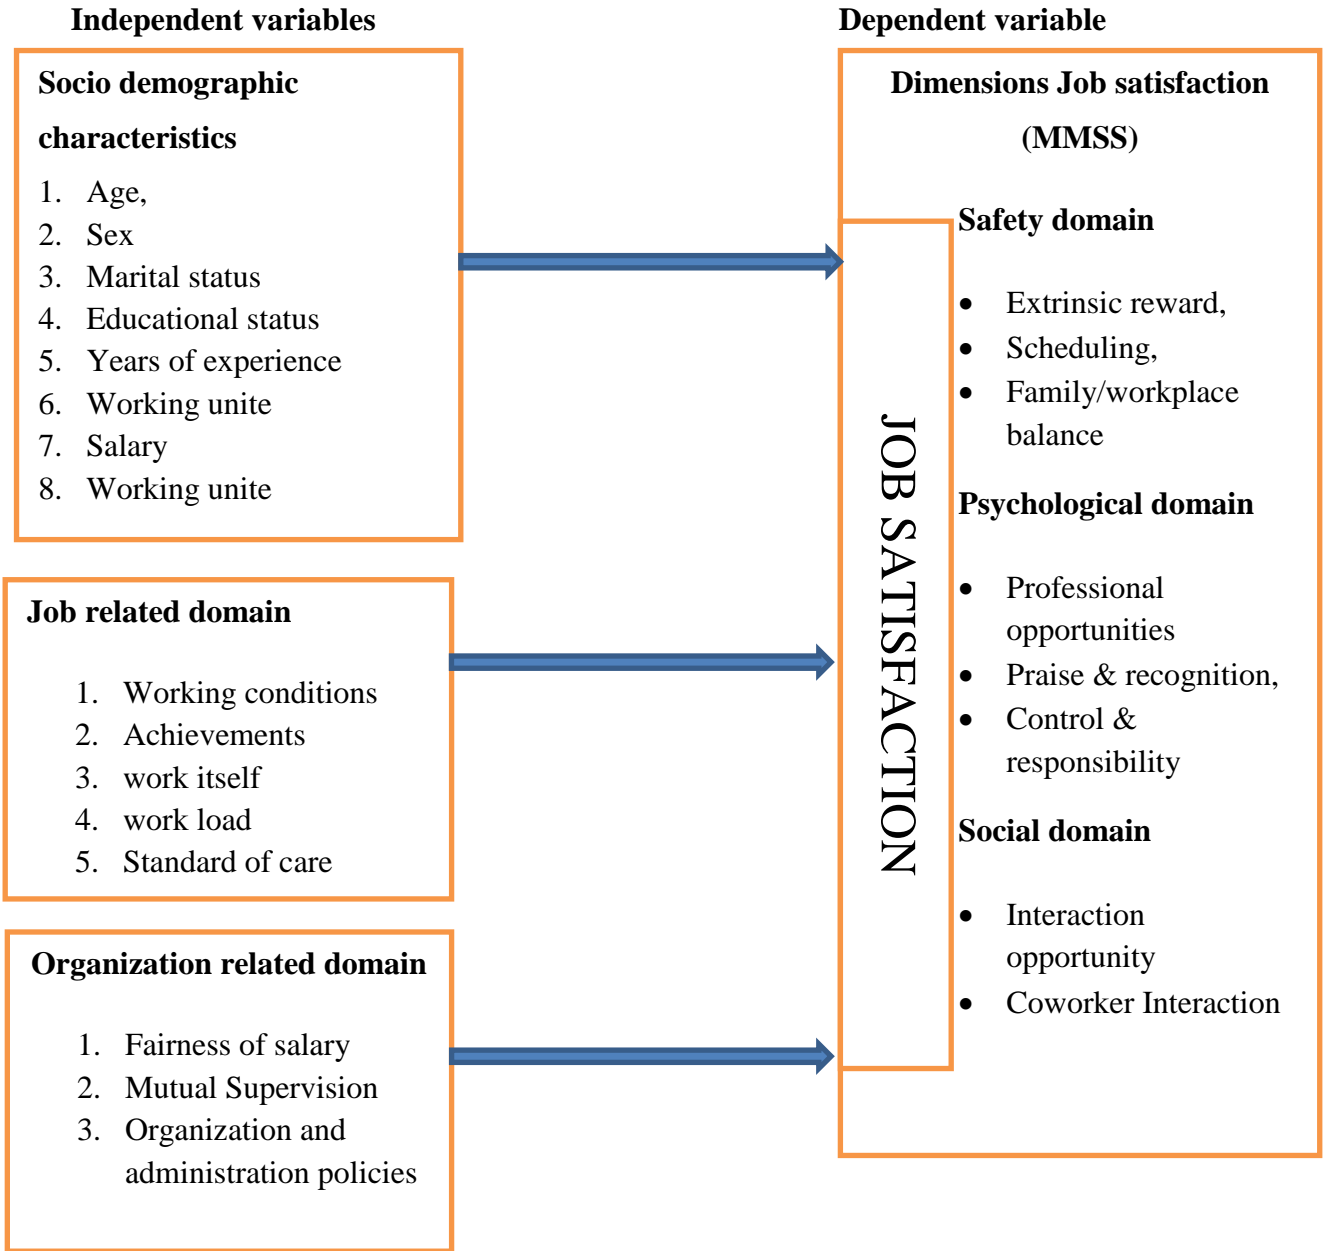 Independent variables
Socio demographic
characteristics
1. Age,
2. Sex
3. Marital status
4. Educational status
5. Years of experience
6. Working unite
7. Salary
8. Working unite
Job related domain
1. Working conditions
2. Achievements
3. work itself
4. work load
5. Standard of care
Organization related domain
1. Fairness of salary
2. Mutual Supervision
3. Organization and
administration policies
Dependent variable
Dimensions Job satisfaction
(MMSS)
JOB SATISFACTION
Safety domain
• Extrinsic reward,
• Scheduling,
• Family/workplace
balance
Psychological domain
• Professional
opportunities
• Praise & recognition,
• Control &
responsibility
Social domain
• Interaction
opportunity
• Coworker Interaction